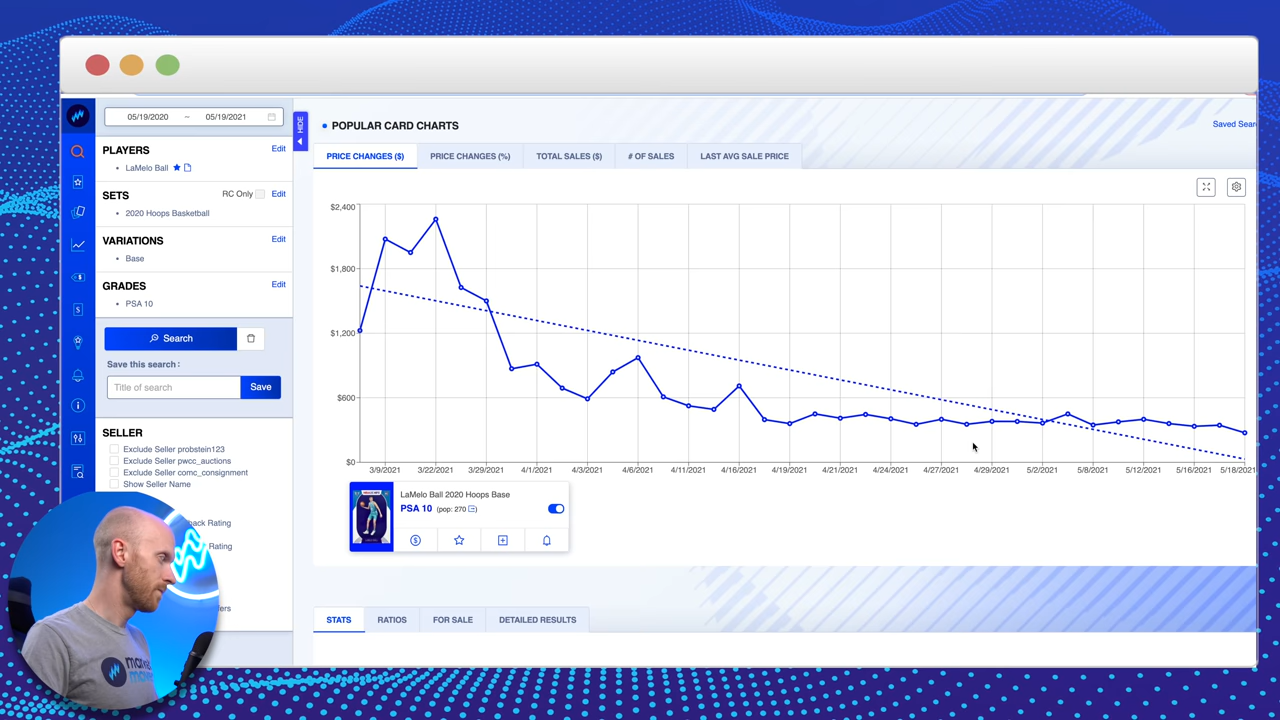 05/19/2020 ~ 05/19/2021
PLAYERS Edit
LaMelo Ball
SETS RC Only Edit
2020 Hoops Basketball
VARIATIONS Edit
Base
GRADES Edit
PSA 10
Search
Save this search :
Title of search Save
SELLER
Exclude Seller probstein123
Exclude Seller pwcc_auctions
Exclude Seller comc_consignment
Show Seller Name
back Rating
Rating
HIDE
POPULAR CARD CHARTS
Saved Sear
PRICE CHANGES ($) PRICE CHANGES (%) TOTAL SALES ($) # OF SALES LAST AVG SALE PRICE
$2,400
$1,800
$1,200
$600
$0
3/9/2021 3/22/2021 3/29/2021 4/1/2021 4/3/2021 4/6/2021 4/11/2021 4/16/2021 4/19/2021 4/21/2021 4/24/2021 4/27/2021 4/29/2021 5/2/2021 5/8/2021 5/12/2021 5/16/2021 5/18/2021
LaMelo Ball 2020 Hoops Base
PSA 10 (pop: 270)
STATS RATIOS FOR SALE DETAILED RESULTS